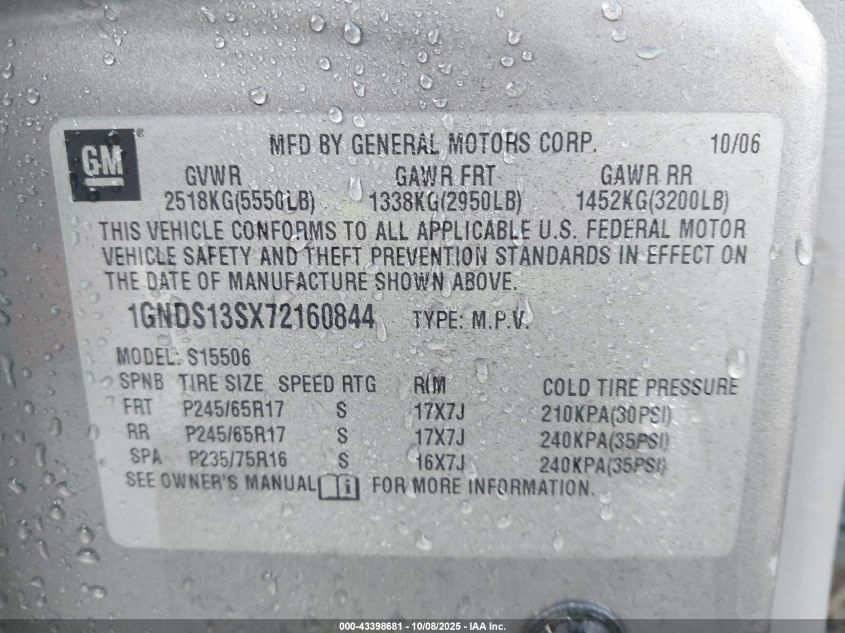 GM
®
MFD BY GENERAL MOTORS CORP. 10/06
GVWR GAWR FRT GAWR RR
2518KG(5550LB) 1338KG(2950LB) 1452KG(3200LB)
THIS VEHICLE CONFORMS TO ALL APPLICABLE U.S. FEDERAL MOTOR
VEHICLE SAFETY AND THEFT PREVENTION STANDARDS IN EFFECT ON
THE DATE OF MANUFACTURE SHOWN ABOVE.
1GNDS13SX72160844 TYPE: M.P.V.
MODEL: S15506
SPNB TIRE SIZE SPEED RTG RIM COLD TIRE PRESSURE
FRT P245/65R17 S 17X7J 210KPA(30PSI)
RR P245/65R17 S 17X7J 240KPA(35PSI)
SPA P235/75R16 S 16X7J 240KPA(35PSI)
SEE OWNER'S MANUAL i FOR MORE INFORMATION.
000-43398681 - 10/08/2025 - IAA Inc.